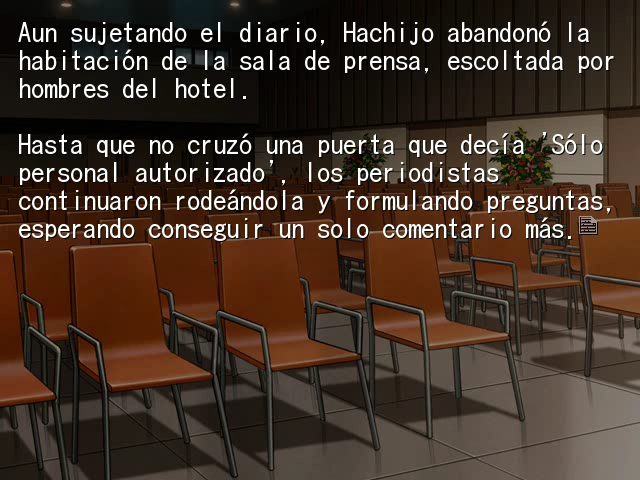 Aun sujetando el diario, Hachijo abandonó la
habitación de la sala de prensa, escoltada por
hombres del hotel.
Hasta que no cruzó una puerta que decía 'Sólo
personal autorizado', los periodistas
continuaron rodeándola y formulando preguntas,
esperando conseguir un solo comentario más.